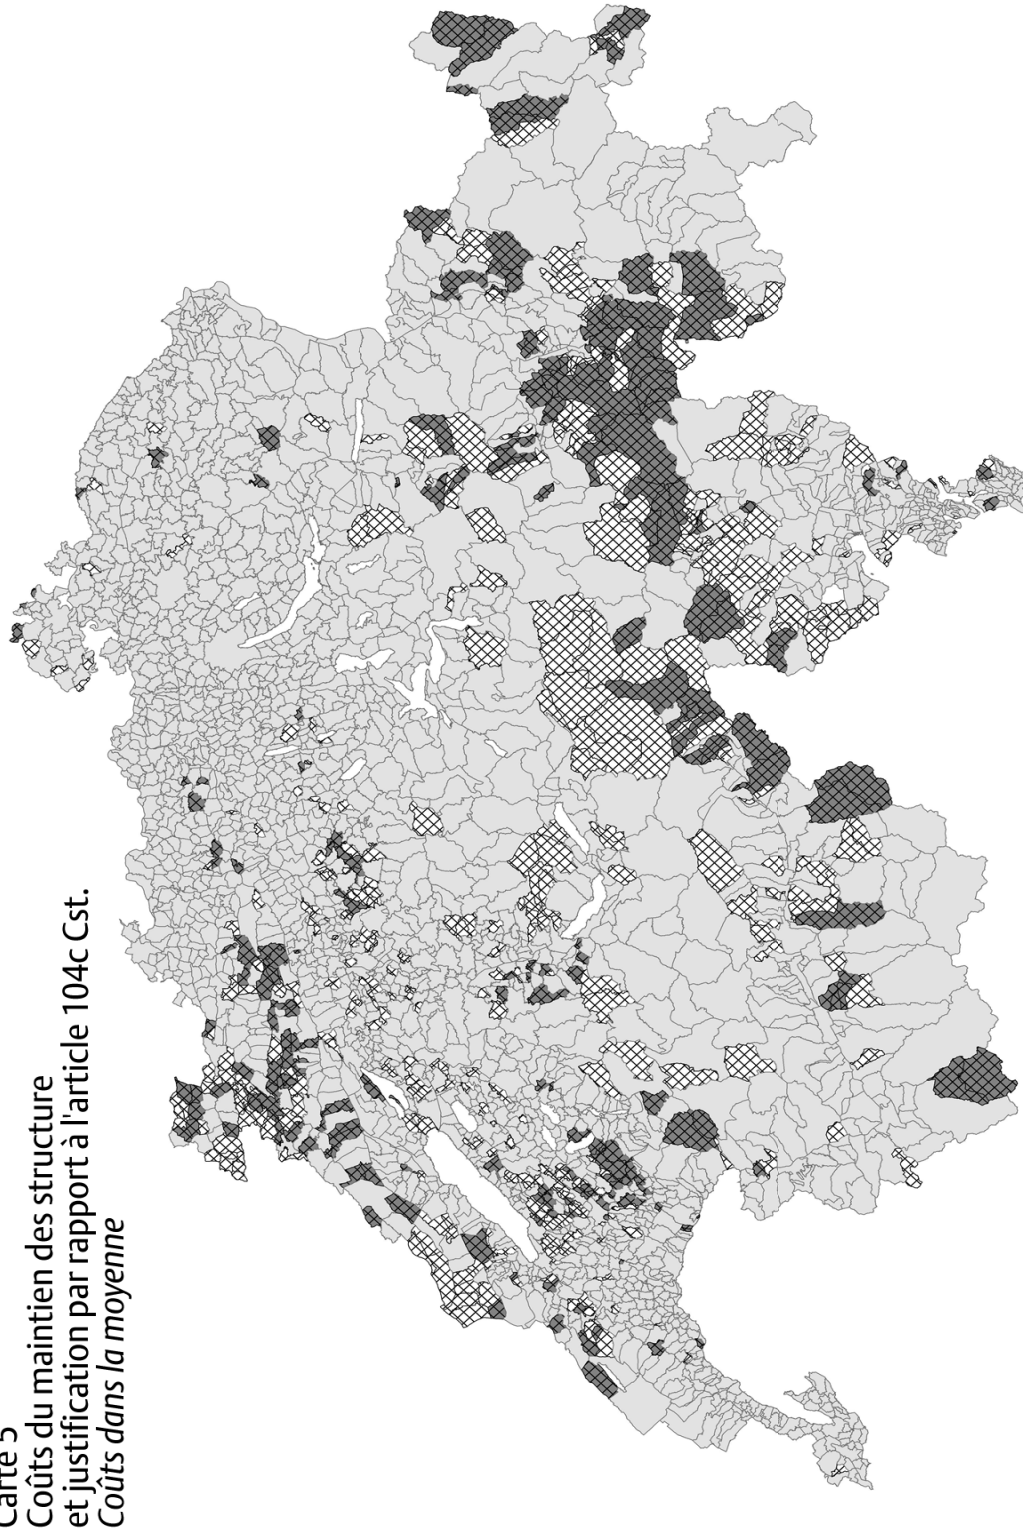 Carte 5
Coûts du maintien des structure
et justification par rapport à l'article 104c Cst.
Coûts dans la moyenne